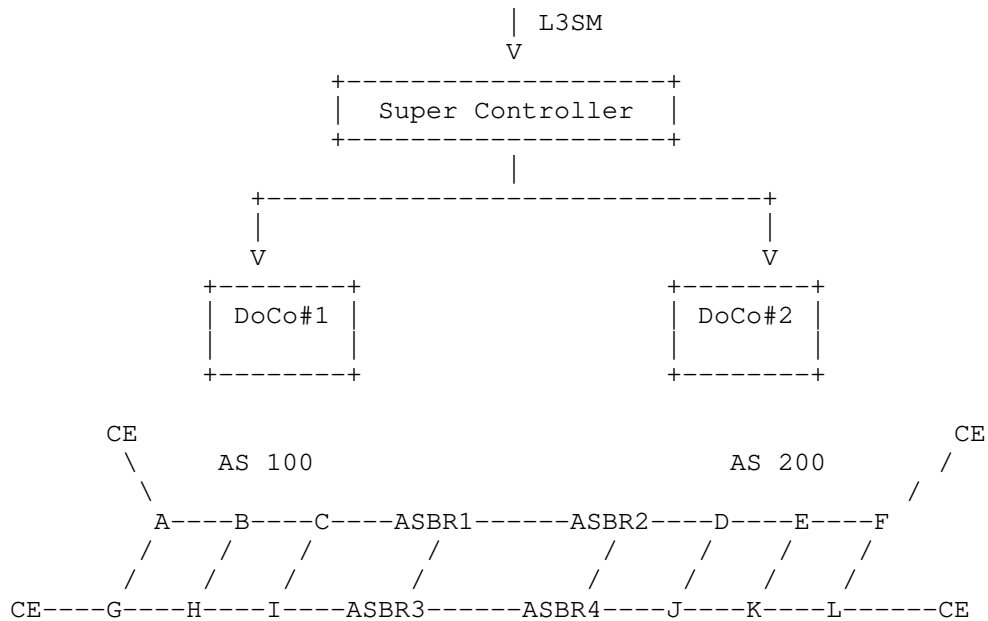 L3SM
Super Controller
DoCo#1 DoCo#2
CE CE
AS 100 AS 200
A----B----C----ASBR1------ASBR2----D----E----F
CE----G----H----I----ASBR3------ASBR4----J----K----L------CE